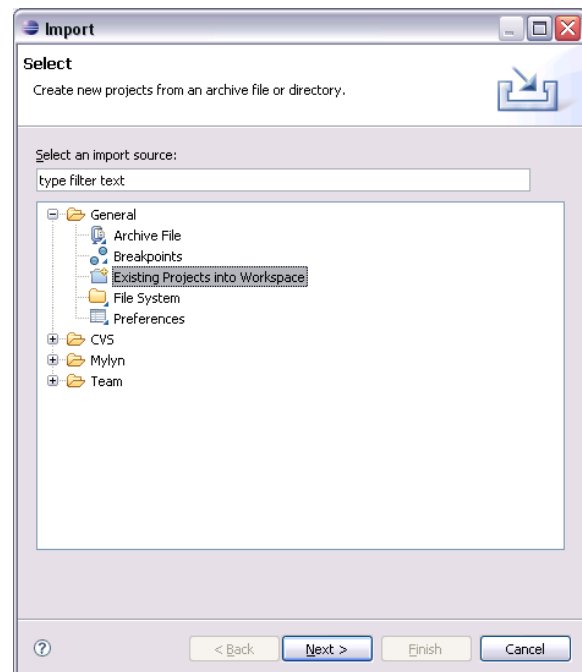 Import
Select
Create new projects from an archive file or directory.
Select an import source:
type filter text
General
Archive File
Breakpoints
Existing Projects into Workspace
File System
Preferences
CVS
Mylyn
Team
? < Back Next > Finish Cancel